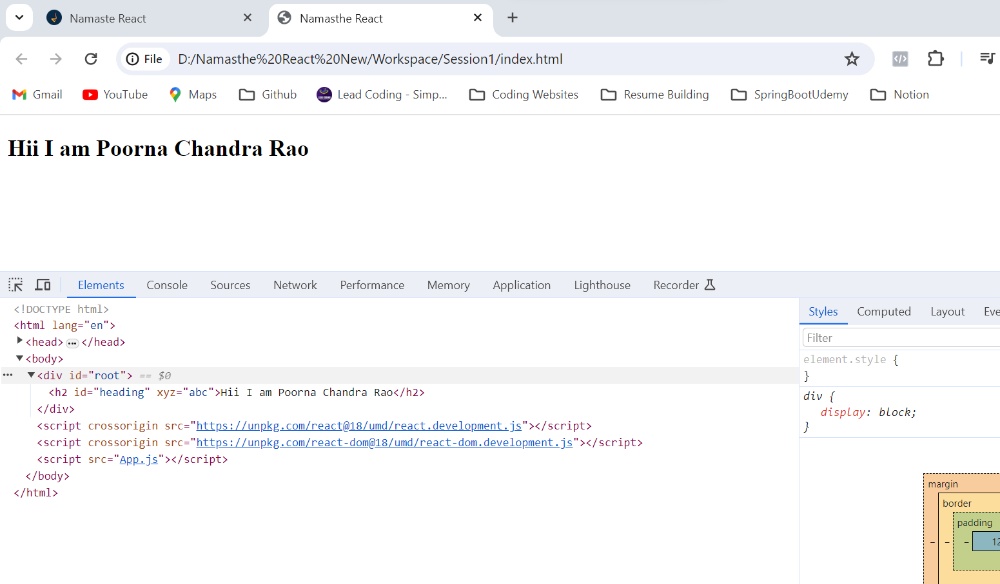 Namaste React
Namasthe React
File D:/Namasthe%20React%20New/Workspace/Session1/index.html
Gmail YouTube Maps Github Lead Coding - Simp... Coding Websites Resume Building SpringBootUdemy Notion
Hii I am Poorna Chandra Rao
Elements Console Sources Network Performance Memory Application Lighthouse Recorder
<!DOCTYPE html>
<html lang="en">
<head> ... </head>
<body>
<div id="root"> == $0
<h2 id="heading" xyz="abc">Hii I am Poorna Chandra Rao</h2>
</div>
<script crossorigin src="https://unpkg.com/react@18/umd/react.development.js"></script>
<script crossorigin src="https://unpkg.com/react-dom@18/umd/react-dom.development.js"></script>
<script src="App.js"></script>
</body>
</html>
Styles Computed Layout Eve
Filter
element.style {
}
div {
display: block;
}
margin
border
padding
– – – 12